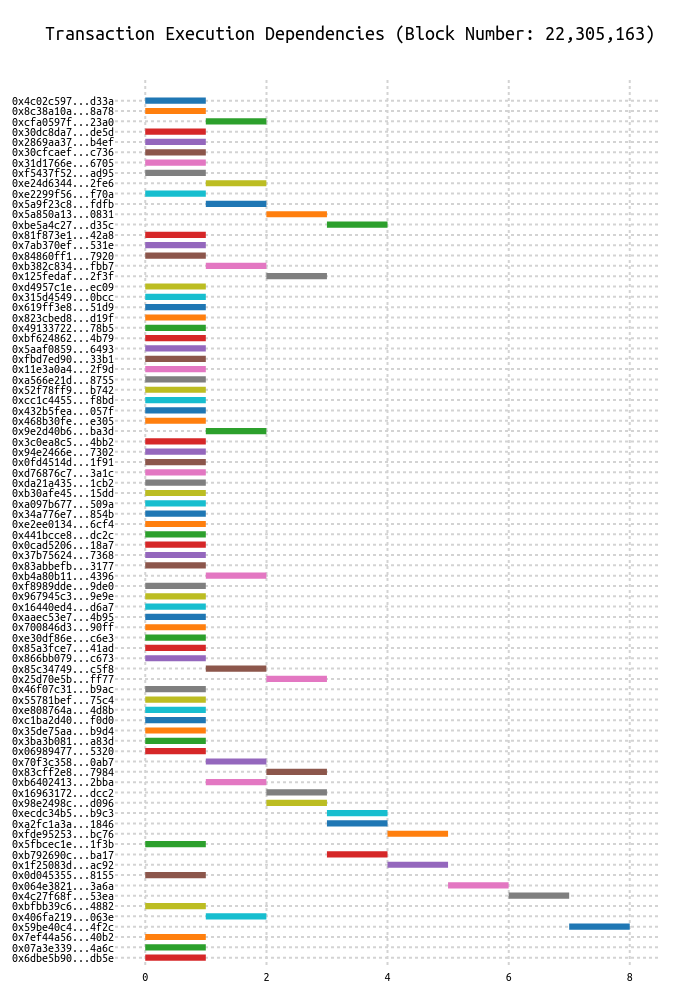 Transaction Execution Dependencies (Block Number: 22,305,163)
0x4c02c597...d33a
0x8c38a10a...8a78
0xcfa0597f...23a0
0x30dc8da7...de5d
0x2869aa37...b4ef
0x30cfcaef...c736
0x31d1766e...6705
0xf5437f52...ad95
0xe24d6344...2fe6
0xe2299f56...f70a
0x5a9f23c8...fdfb
0x5a850a13...0831
0xbe5a4c27...d35c
0x81f873e1...42a8
0x7ab370ef...531e
0x84860ff1...7920
0xb382c834...fbb7
0x125fedaf...2f3f
0xd4957c1e...ec09
0x315d4549...0bcc
0x619ff3e8...51d9
0x823cbed8...d19f
0x49133722...78b5
0xbf624862...4b79
0x5aaf0859...6493
0xfbd7ed90...33b1
0x11e3a0a4...2f9d
0xa566e21d...8755
0x52f78ff9...b742
0xcc1c4455...f8bd
0x432b5fea...057f
0x468b30fe...e305
0x9e2d40b6...ba3d
0x3c0ea8c5...4bb2
0x94e2466e...7302
0x0fd4514d...1f91
0xd76876c7...3a1c
0xda21a435...1cb2
0xb30afe45...15dd
0xa097b677...509a
0x34a776e7...854b
0xe2ee0134...6cf4
0x441bcce8...dc2c
0x0cad5206...18a7
0x37b75624...7368
0x83abbefb...3177
0xb4a80b11...4396
0xf8989dde...9de0
0x967945c3...9e9e
0x16440ed4...d6a7
0xaaec53e7...4b95
0x700846d3...90ff
0xe30df86e...c6e3
0x85a3fce7...41ad
0x866bb079...c673
0x85c34749...c5f8
0x25d70e5b...ff77
0x46f07c31...b9ac
0x55781bef...75c4
0xe808764a...4d8b
0xc1ba2d40...f0d0
0x35de75aa...b9d4
0x3ba3b081...a83d
0x06989477...5320
0x70f3c358...0ab7
0x83cff2e8...7984
0xb6402413...2bba
0x16963172...dcc2
0x98e2498c...d096
0xecdc34b5...b9c3
0xa2fc1a3a...1846
0xfde95253...bc76
0x5fbcec1e...1f3b
0xb792690c...ba17
0x1f25083d...ac92
0x0d045355...8155
0x064e3821...3a6a
0x4c27f68f...53ea
0xbfbb39c6...4882
0x406fa219...063e
0x59be40c4...4f2c
0x7ef44a56...40b2
0x07a3e339...4a6c
0x6dbe5b90...db5e
0 2 4 6 8